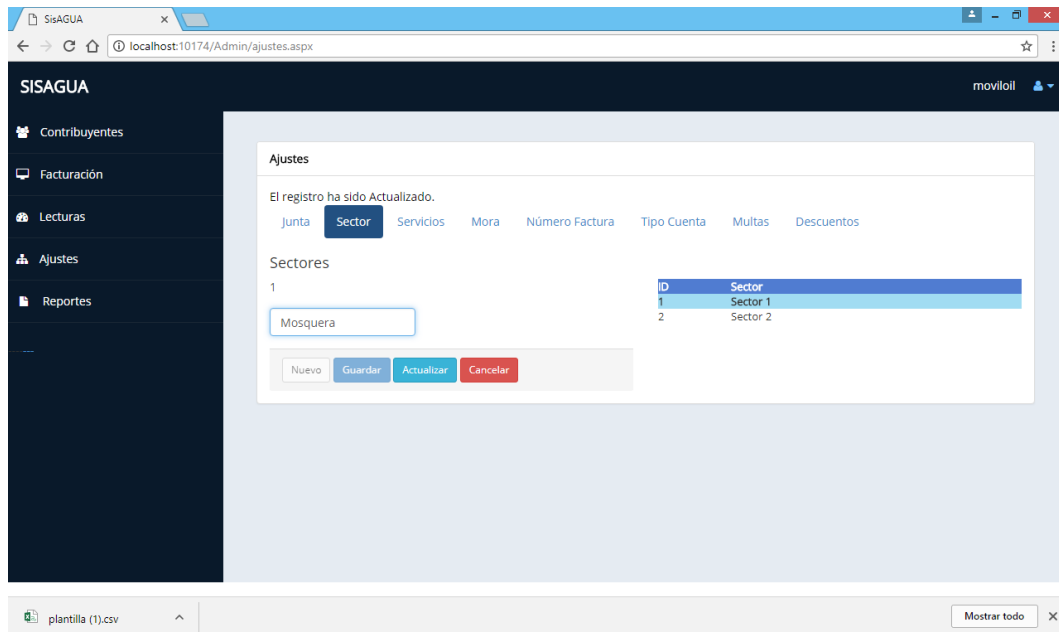 SisAGUA
localhost:10174/Admin/ajustes.aspx
SISAGUA
moviloil
Contribuyentes
Facturación
Lecturas
Ajustes
Reportes
Ajustes
El registro ha sido Actualizado.
Junta Sector Servicios Mora Número Factura Tipo Cuenta Multas Descuentos
Sectores
1
Mosquera
Nuevo Guardar Actualizar Cancelar
ID Sector
1 Sector 1
2 Sector 2
plantilla (1).csv
Mostrar todo